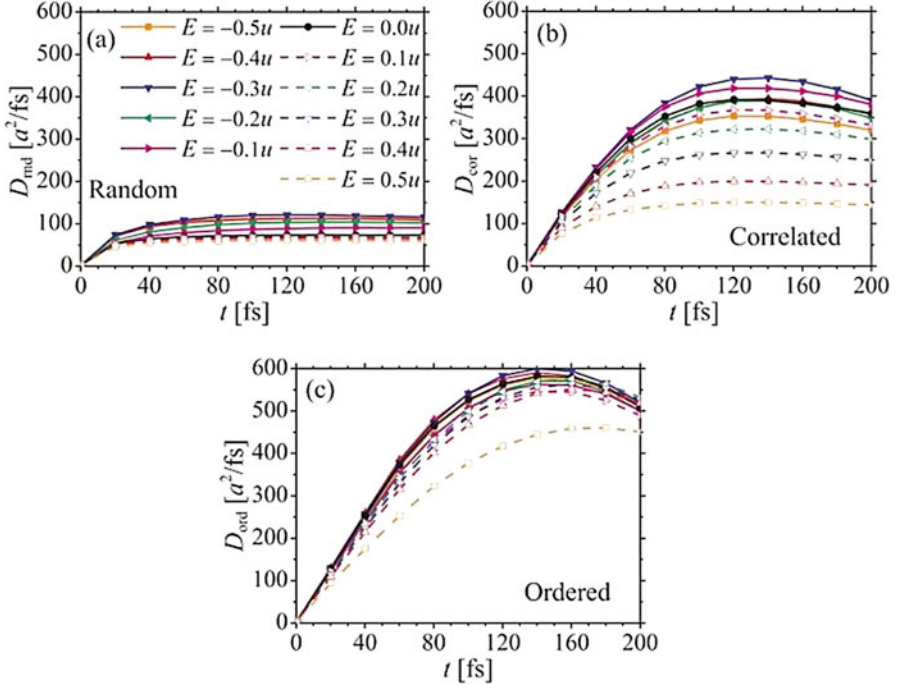 (a)
E = −0.5u E = 0.0u
E = −0.4u E = 0.1u
E = −0.3u E = 0.2u
E = −0.2u E = 0.3u
E = −0.1u E = 0.4u
E = 0.5u
Random
D_rnd [a²/fs]
600
500
400
300
200
100
0
0 40 80 120 160 200
t [fs]
(b)
D_cor [a²/fs]
600
500
400
300
200
100
0
Correlated
0 40 80 120 160 200
t [fs]
(c)
D_ord [a²/fs]
600
500
400
300
200
100
0
Ordered
0 40 80 120 160 200
t [fs]